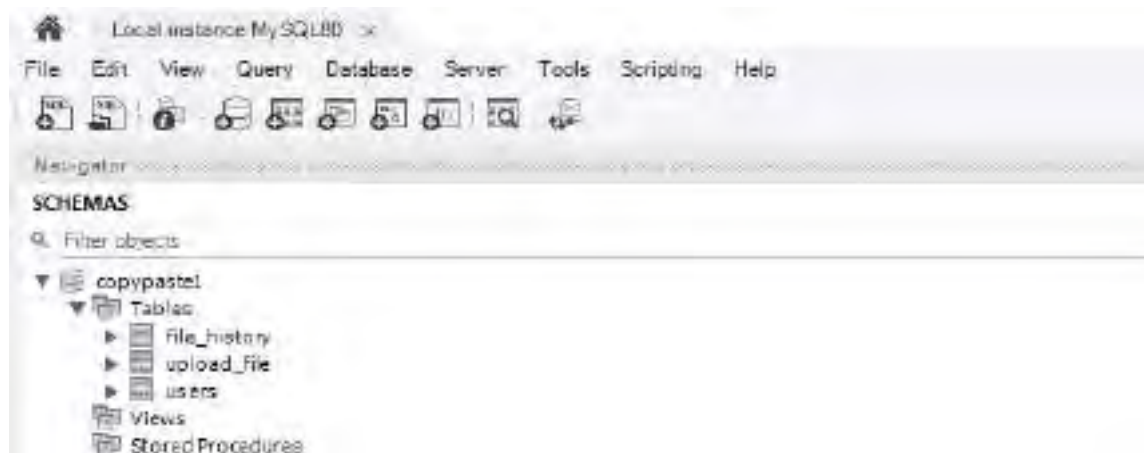 Local instance MySQL80 ×
File Edit View Query Database Server Tools Scripting Help
Navigator
SCHEMAS
Filter objects
copypaste1
Tables
file_history
upload_file
users
Views
Stored Procedures